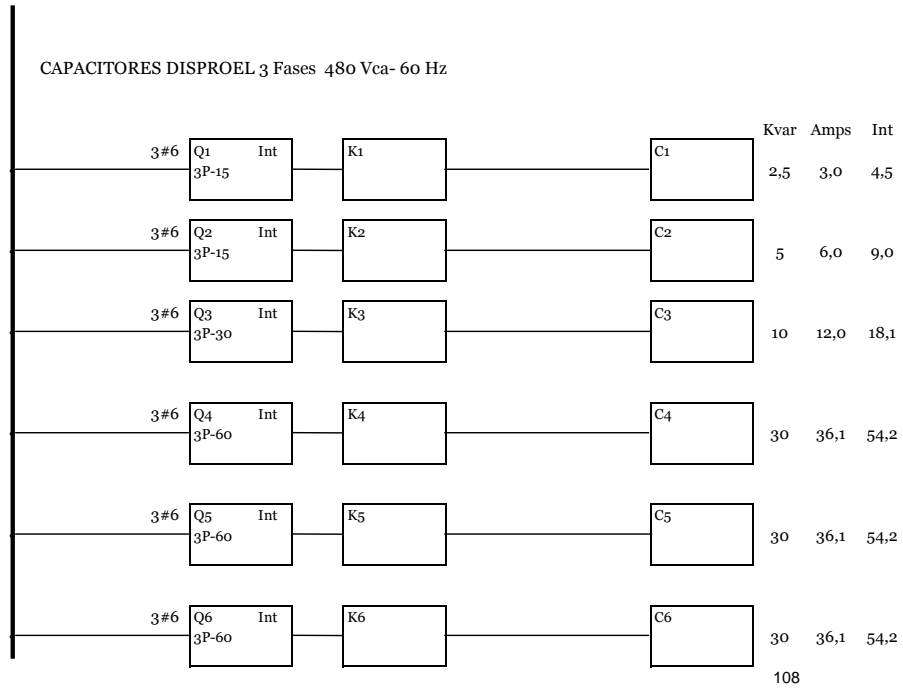 CAPACITORES DISPROEL 3 Fases 480 Vca- 60 Hz
Kvar Amps Int
3#6 Q1 Int K1 C1
3P-15 2,5 3,0 4,5
3#6 Q2 Int K2 C2
3P-15 5 6,0 9,0
3#6 Q3 Int K3 C3
3P-30 10 12,0 18,1
3#6 Q4 Int K4 C4
3P-60 30 36,1 54,2
3#6 Q5 Int K5 C5
3P-60 30 36,1 54,2
3#6 Q6 Int K6 C6
3P-60 30 36,1 54,2
108